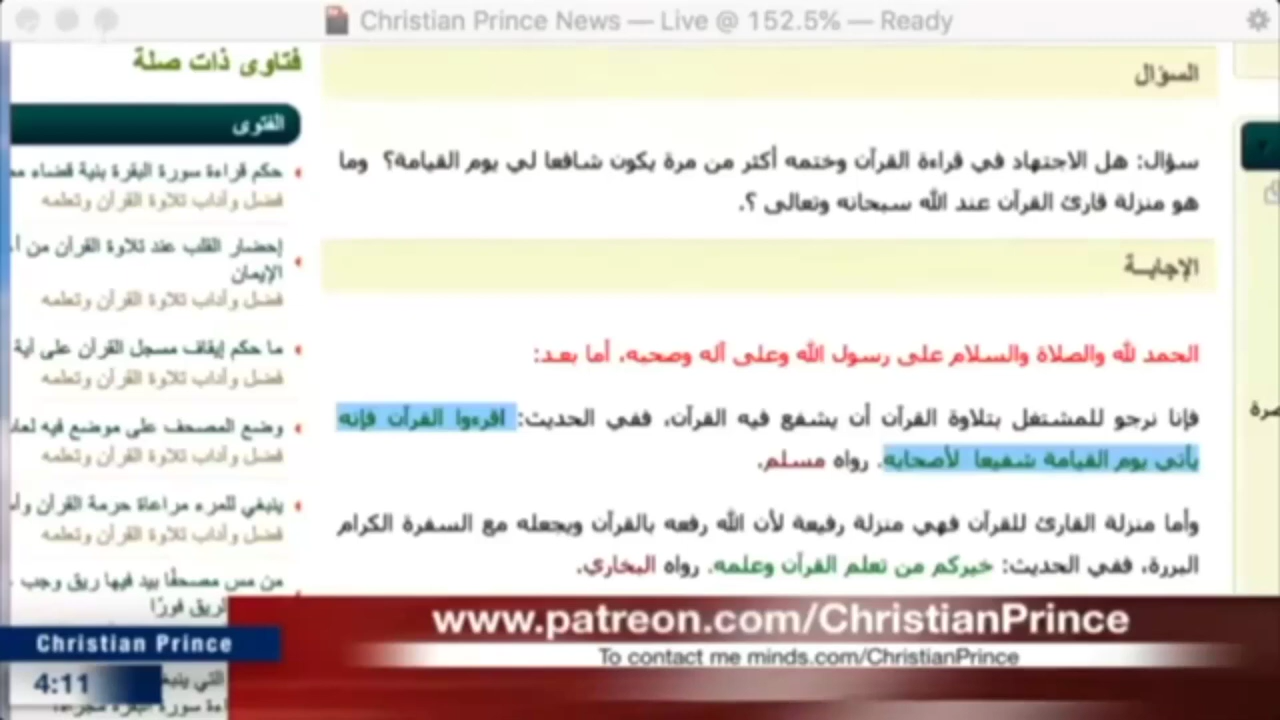 Christian Prince News — Live @ 152.5% — Ready
السؤال
سؤال: هل الاجتهاد في قراءة القرآن وختمه أكثر من مرة يكون شافعا لي يوم القيامة؟ وما
هو منزلة قارئ القرآن عند الله سبحانه وتعالى ؟.
الإجابــة
الحمد لله والصلاة والسلام على رسول الله وعلى آله وصحبه، أما بعد:
فإنا نرجو للمشتغل بتلاوة القرآن أن يشفع فيه القرآن، ففي الحديث: اقرءوا القرآن فإنه
يأتي يوم القيامة شفيعا لأصحابه. رواه مسلم.
وأما منزلة القارئ للقرآن فهي منزلة رفيعة لأن الله رفعه بالقرآن ويجعله مع السفرة الكرام
البررة، ففي الحديث: خيركم من تعلم القرآن وعلمه. رواه البخاري.
فتاوى ذات صلة
الفتوى
حكم قراءة سورة البقرة بنية قضاء
فضل وآداب تلاوة القرآن وتعلمه
إحضار القلب عند تلاوة القرآن من
الإيمان
فضل وآداب تلاوة القرآن وتعلمه
ما حكم إيقاف مسجل القرآن على آية
فضل وآداب تلاوة القرآن وتعلمه
وضع المصحف على موضع فيه
فضل وآداب تلاوة القرآن وتعلمه
ينبغي للمرء مراعاة حرمة القرآن
فضل وآداب تلاوة القرآن وتعلمه
من مس مصحفًا بيد فيها ريق وجب
الريق فورًا
www.patreon.com/ChristianPrince
To contact me minds.com/ChristianPrince
Christian Prince
4:11